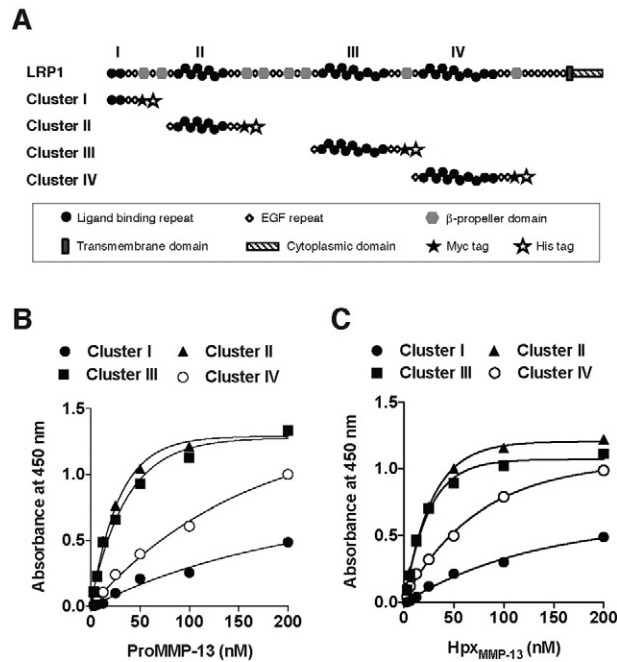 A
I II III IV
LRP1
Cluster I
Cluster II
Cluster III
Cluster IV
Ligand binding repeat EGF repeat β-propeller domain
Transmembrane domain Cytoplasmic domain Myc tag His tag
B
Cluster I Cluster II
Cluster III Cluster IV
Absorbance at 450 nm
1.5
1.0
0.5
0.0
0 50 100 150 200
ProMMP-13 (nM)
C
Cluster I Cluster II
Cluster III Cluster IV
Absorbance at 450 nm
1.5
1.0
0.5
0.0
0 50 100 150 200
HpxMMP-13 (nM)